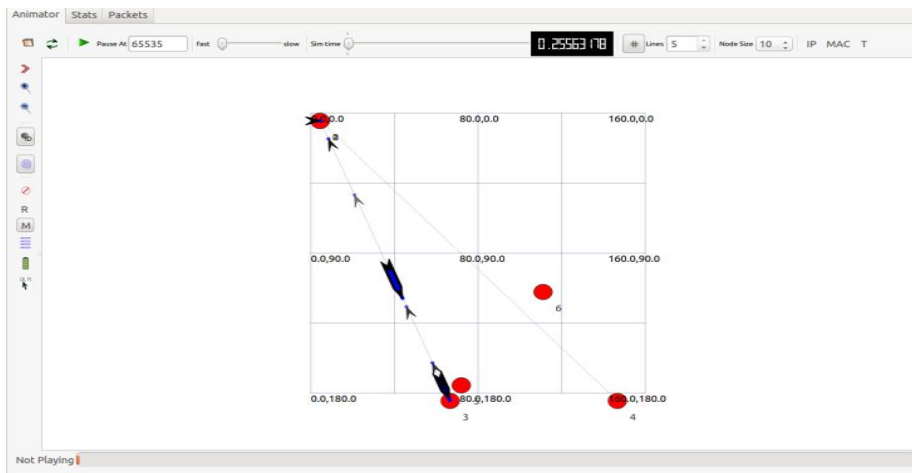 Animator Stats Packets
Pause At 65535 fast slow Sim time 0.25563178 # Lines 5 Node Size 10 IP MAC T
0.0 80.0,0.0 160.0,0.0
R
M
0.0,90.0 80.0,90.0 160.0,90.0
6
0.0,180.0 80.0,180.0 160.0,180.0
3 4
Not Playing